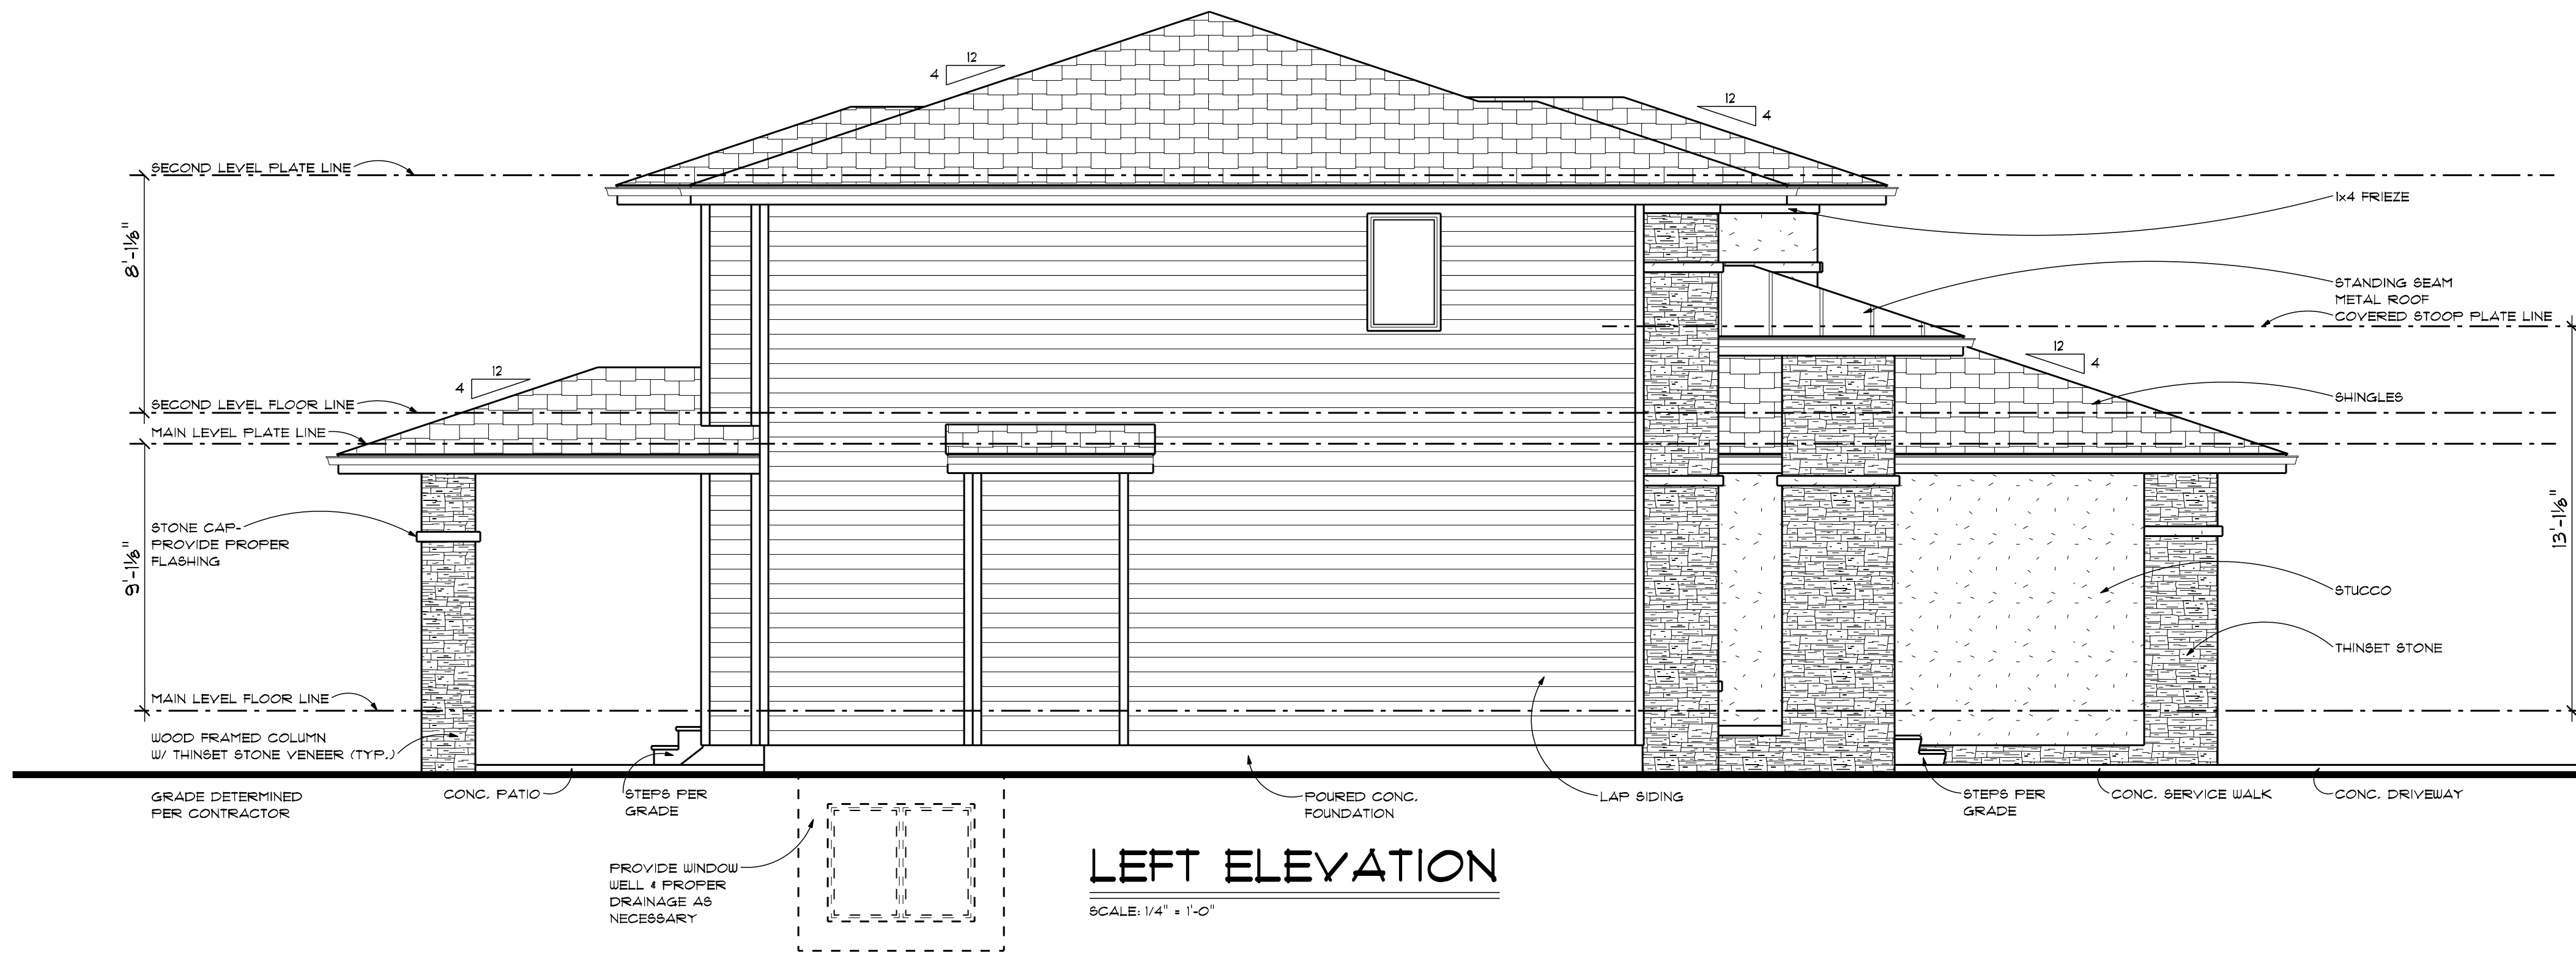 12
4
12
4
SECOND LEVEL PLATE LINE
1x4 FRIEZE
8'-1⅛"
STANDING SEAM
METAL ROOF
COVERED STOOP PLATE LINE
12
4
12
4
SECOND LEVEL FLOOR LINE
SHINGLES
MAIN LEVEL PLATE LINE
STONE CAP-
PROVIDE PROPER
FLASHING
9'-1⅛"
13'-1⅛"
STUCCO
THINSET STONE
MAIN LEVEL FLOOR LINE
WOOD FRAMED COLUMN
W/ THINSET STONE VENEER (TYP.)
GRADE DETERMINED
PER CONTRACTOR
CONC. PATIO
STEPS PER
GRADE
POURED CONC.
FOUNDATION
LAP SIDING
STEPS PER
GRADE
CONC. SERVICE WALK
CONC. DRIVEWAY
PROVIDE WINDOW
WELL & PROPER
DRAINAGE AS
NECESSARY
LEFT ELEVATION
SCALE: 1/4" = 1'-0"